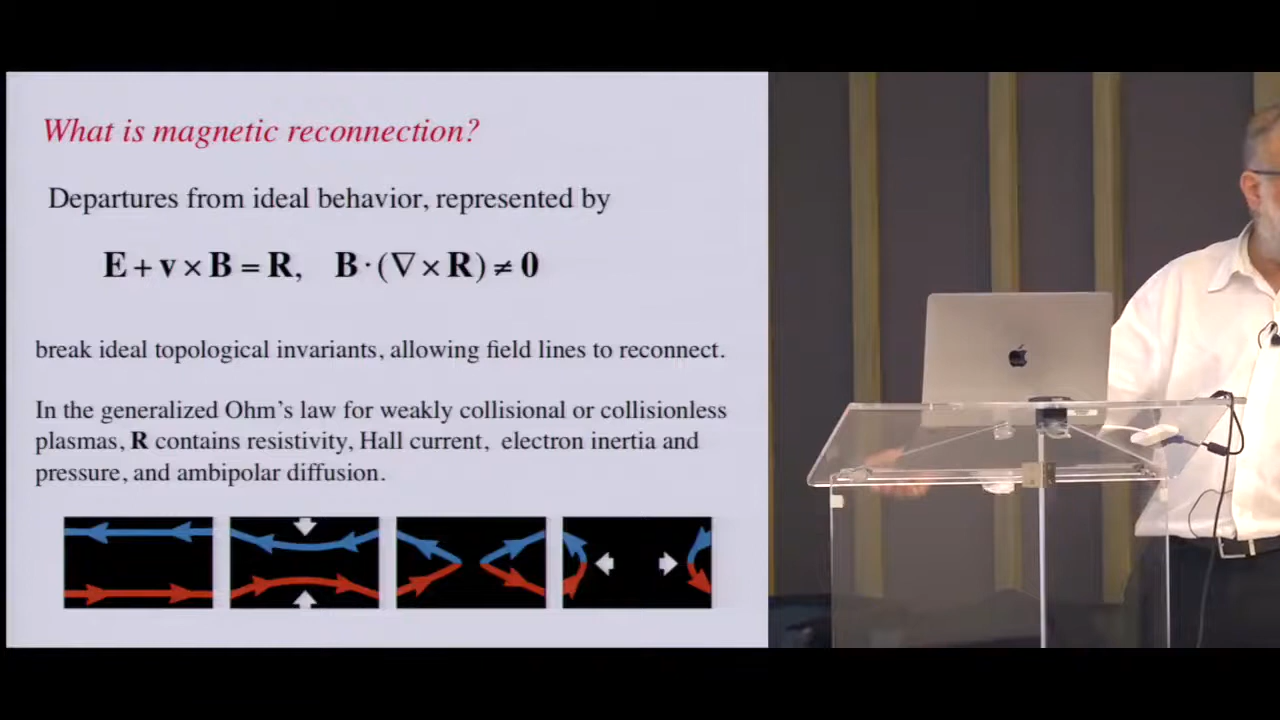 What is magnetic reconnection?
Departures from ideal behavior, represented by
E + v × B = R, B · (∇ × R) ≠ 0
break ideal topological invariants, allowing field lines to reconnect.
In the generalized Ohm's law for weakly collisional or collisionless
plasmas, R contains resistivity, Hall current, electron inertia and
pressure, and ambipolar diffusion.